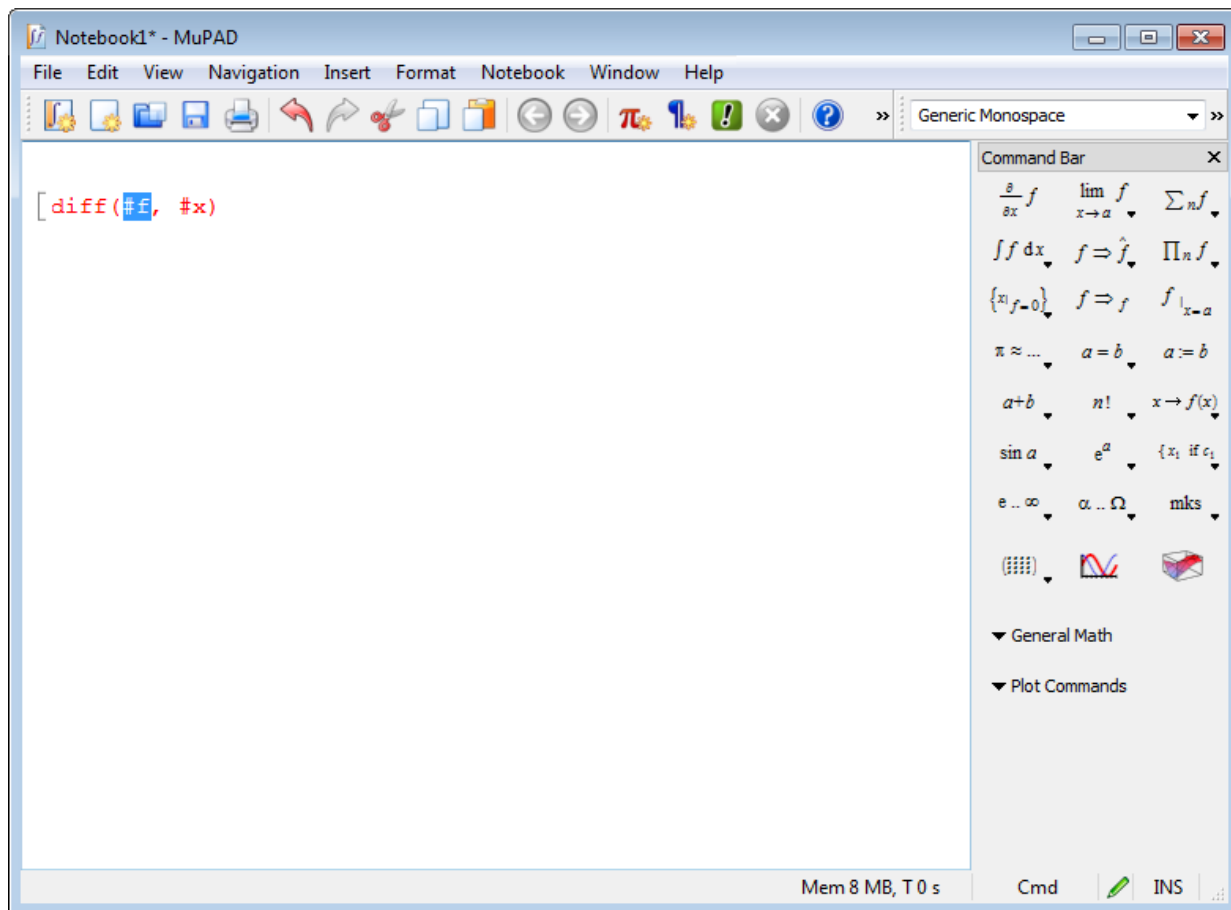 Notebook1* - MuPAD
File Edit View Navigation Insert Format Notebook Window Help
π ¶ ! ? » Generic Monospace »
Command Bar X
diff(#f, #x)
∂/∂x f lim x→a f ∑n f
∫f dx f ⇒ f̂ ∏n f
{x|f=0} f ⇒ f f |x=a
π ≈ ... a = b a := b
a+b n! x → f(x)
sin a eᵃ {x₁ if c₁
e .. ∞ α .. Ω mks
General Math
Plot Commands
Mem 8 MB, T 0 s Cmd INS